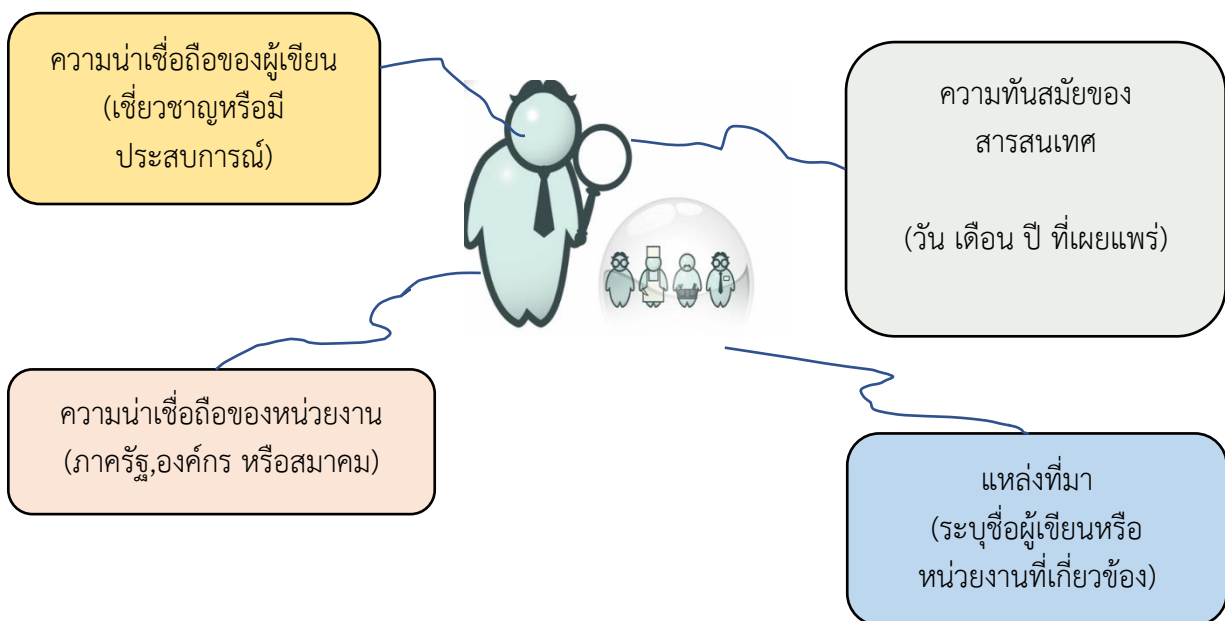 ความน่าเชื่อถือของผู้เขียน
(เชี่ยวชาญหรือมี
ประสบการณ์)
ความทันสมัยของ
สารสนเทศ
(วัน เดือน ปี ที่เผยแพร่)
ความน่าเชื่อถือของหน่วยงาน
(ภาครัฐ,องค์กร หรือสมาคม)
แหล่งที่มา
(ระบุชื่อผู้เขียนหรือ
หน่วยงานที่เกี่ยวข้อง)